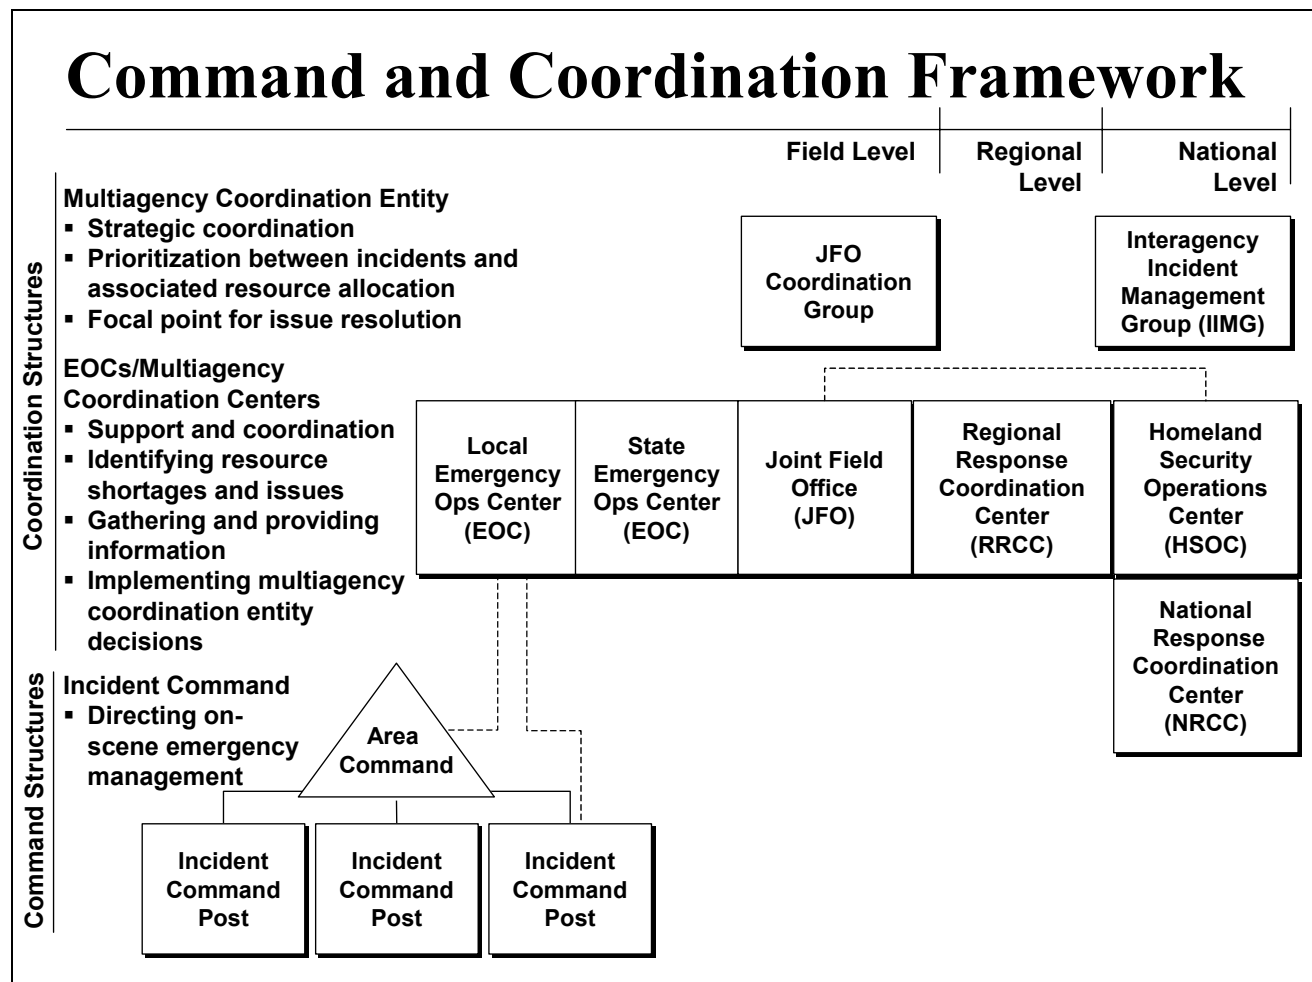 Command and Coordination Framework
Field Level
Regional
Level
National
Level
Coordination Structures
Multiagency Coordination Entity
▪ Strategic coordination
▪ Prioritization between incidents and
associated resource allocation
▪ Focal point for issue resolution
JFO
Coordination
Group
Interagency
Incident
Management
Group (IIMG)
EOCs/Multiagency
Coordination Centers
▪ Support and coordination
▪ Identifying resource
shortages and issues
▪ Gathering and providing
information
▪ Implementing multiagency
coordination entity
decisions
Local
Emergency
Ops Center
(EOC)
State
Emergency
Ops Center
(EOC)
Joint Field
Office
(JFO)
Regional
Response
Coordination
Center
(RRCC)
Homeland
Security
Operations
Center
(HSOC)
National
Response
Coordination
Center
(NRCC)
Command Structures
Incident Command
▪ Directing on-
scene emergency
management
Area
Command
Incident
Command
Post
Incident
Command
Post
Incident
Command
Post